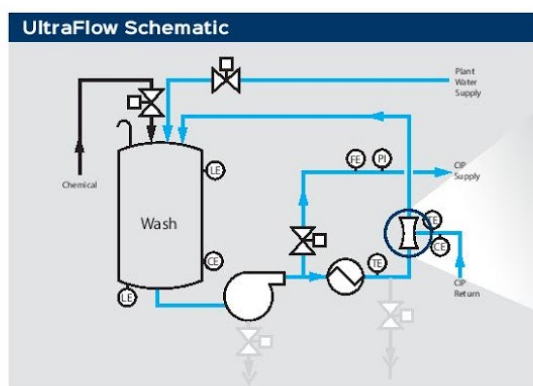 UltraFlow Schematic
Plant
Water
Supply
LE
FE
PI
CIP
Supply
Chemical
Wash
TE
CE
CE
TE
LE
CIP
Return